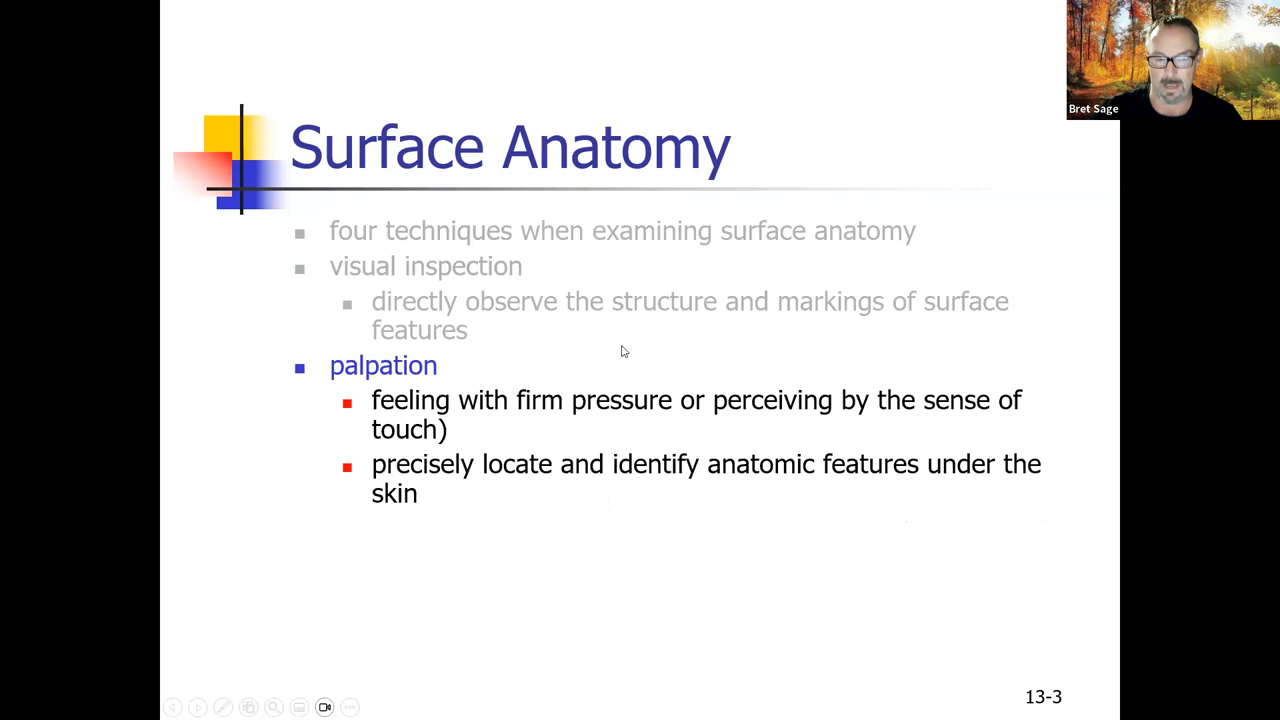 Bret Sage
Surface Anatomy
four techniques when examining surface anatomy
visual inspection
directly observe the structure and markings of surface
features
palpation
feeling with firm pressure or perceiving by the sense of
touch)
precisely locate and identify anatomic features under the
skin
13-3